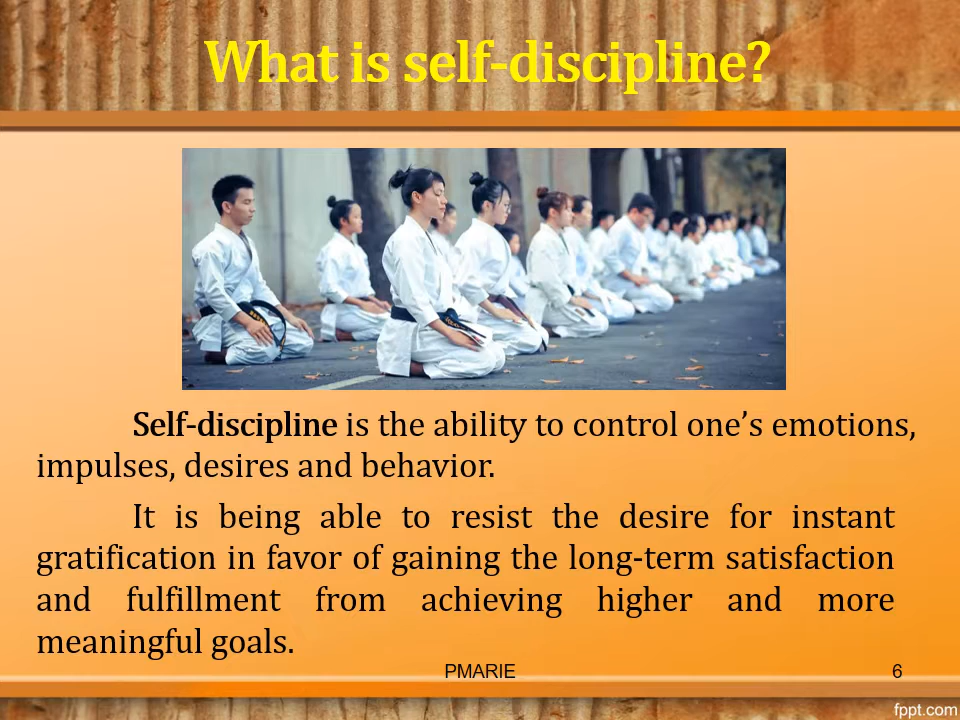 What is self-discipline?
Self-discipline is the ability to control one’s emotions,
impulses, desires and behavior.
It is being able to resist the desire for instant
gratification in favor of gaining the long-term satisfaction
and fulfillment from achieving higher and more
meaningful goals.
PMARIE
6
fppt.com